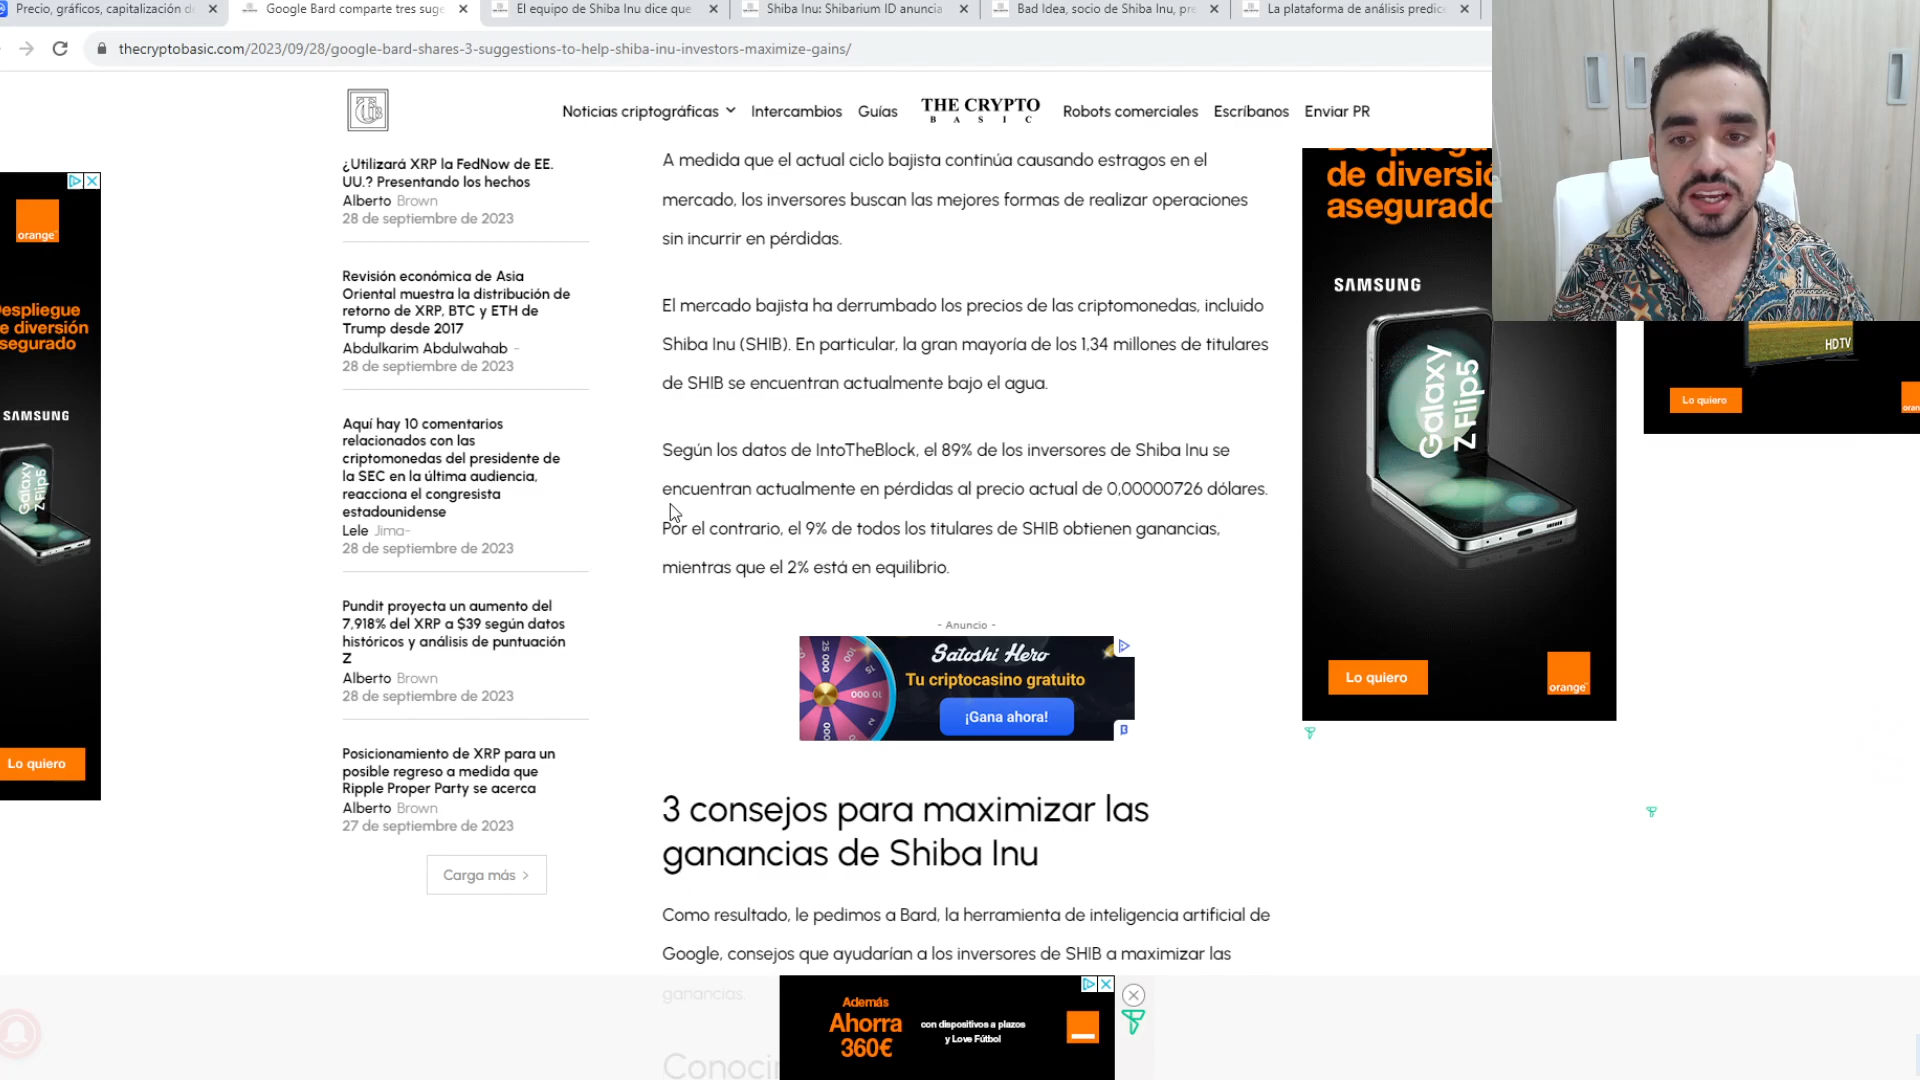 Precio, gráficos, capitalización d
Google Bard comparte tres suge
El equipo de Shiba Inu dice que
Shiba Inu: Shibarium ID anuncia
Bad Idea, socio de Shiba Inu, pre
La plataforma de análisis predice
thecryptobasic.com/2023/09/28/google-bard-shares-3-suggestions-to-help-shiba-inu-investors-maximize-gains/
Noticias criptográficas
Intercambios
Guías
THE CRYPTO
BASIC
Robots comerciales
Escríbanos
Enviar PR
¿Utilizará XRP la FedNow de EE.
UU.? Presentando los hechos
Alberto Brown
28 de septiembre de 2023
Revisión económica de Asia
Oriental muestra la distribución de
retorno de XRP, BTC y ETH de
Trump desde 2017
Abdulkarim Abdulwahab -
28 de septiembre de 2023
Aquí hay 10 comentarios
relacionados con las
criptomonedas del presidente de
la SEC en la última audiencia,
reacciona el congresista
estadounidense
Lele Jima-
28 de septiembre de 2023
Pundit proyecta un aumento del
7,918% del XRP a $39 según datos
históricos y análisis de puntuación
Z
Alberto Brown
28 de septiembre de 2023
Posicionamiento de XRP para un
posible regreso a medida que
Ripple Proper Party se acerca
Alberto Brown
27 de septiembre de 2023
Carga más >
A medida que el actual ciclo bajista continúa causando estragos en el
mercado, los inversores buscan las mejores formas de realizar operaciones
sin incurrir en pérdidas.
El mercado bajista ha derrumbado los precios de las criptomonedas, incluido
Shiba Inu (SHIB). En particular, la gran mayoría de los 1,34 millones de titulares
de SHIB se encuentran actualmente bajo el agua.
Según los datos de IntoTheBlock, el 89% de los inversores de Shiba Inu se
encuentran actualmente en pérdidas al precio actual de 0,00000726 dólares.
Por el contrario, el 9% de todos los titulares de SHIB obtienen ganancias,
mientras que el 2% está en equilibrio.
- Anuncio -
Satoshi Hero
Tu criptocasino gratuito
¡Gana ahora!
25 000
100
15
10 000
2
3 consejos para maximizar las
ganancias de Shiba Inu
Como resultado, le pedimos a Bard, la herramienta de inteligencia artificial de
Google, consejos que ayudarían a los inversores de SHIB a maximizar las
ganancias.
Conoci
Además
Ahorra
360€
con dispositivos a plazos
y Love Fútbol
orange
espliegue
e diversión
segurado
SAMSUNG
Galaxy
Z Flip5
Lo quiero
Despliegu
de diversió
asegurado
SAMSUNG
Galaxy
Z Flip5
Lo quiero
orange
HDTV
Lo quiero
oran